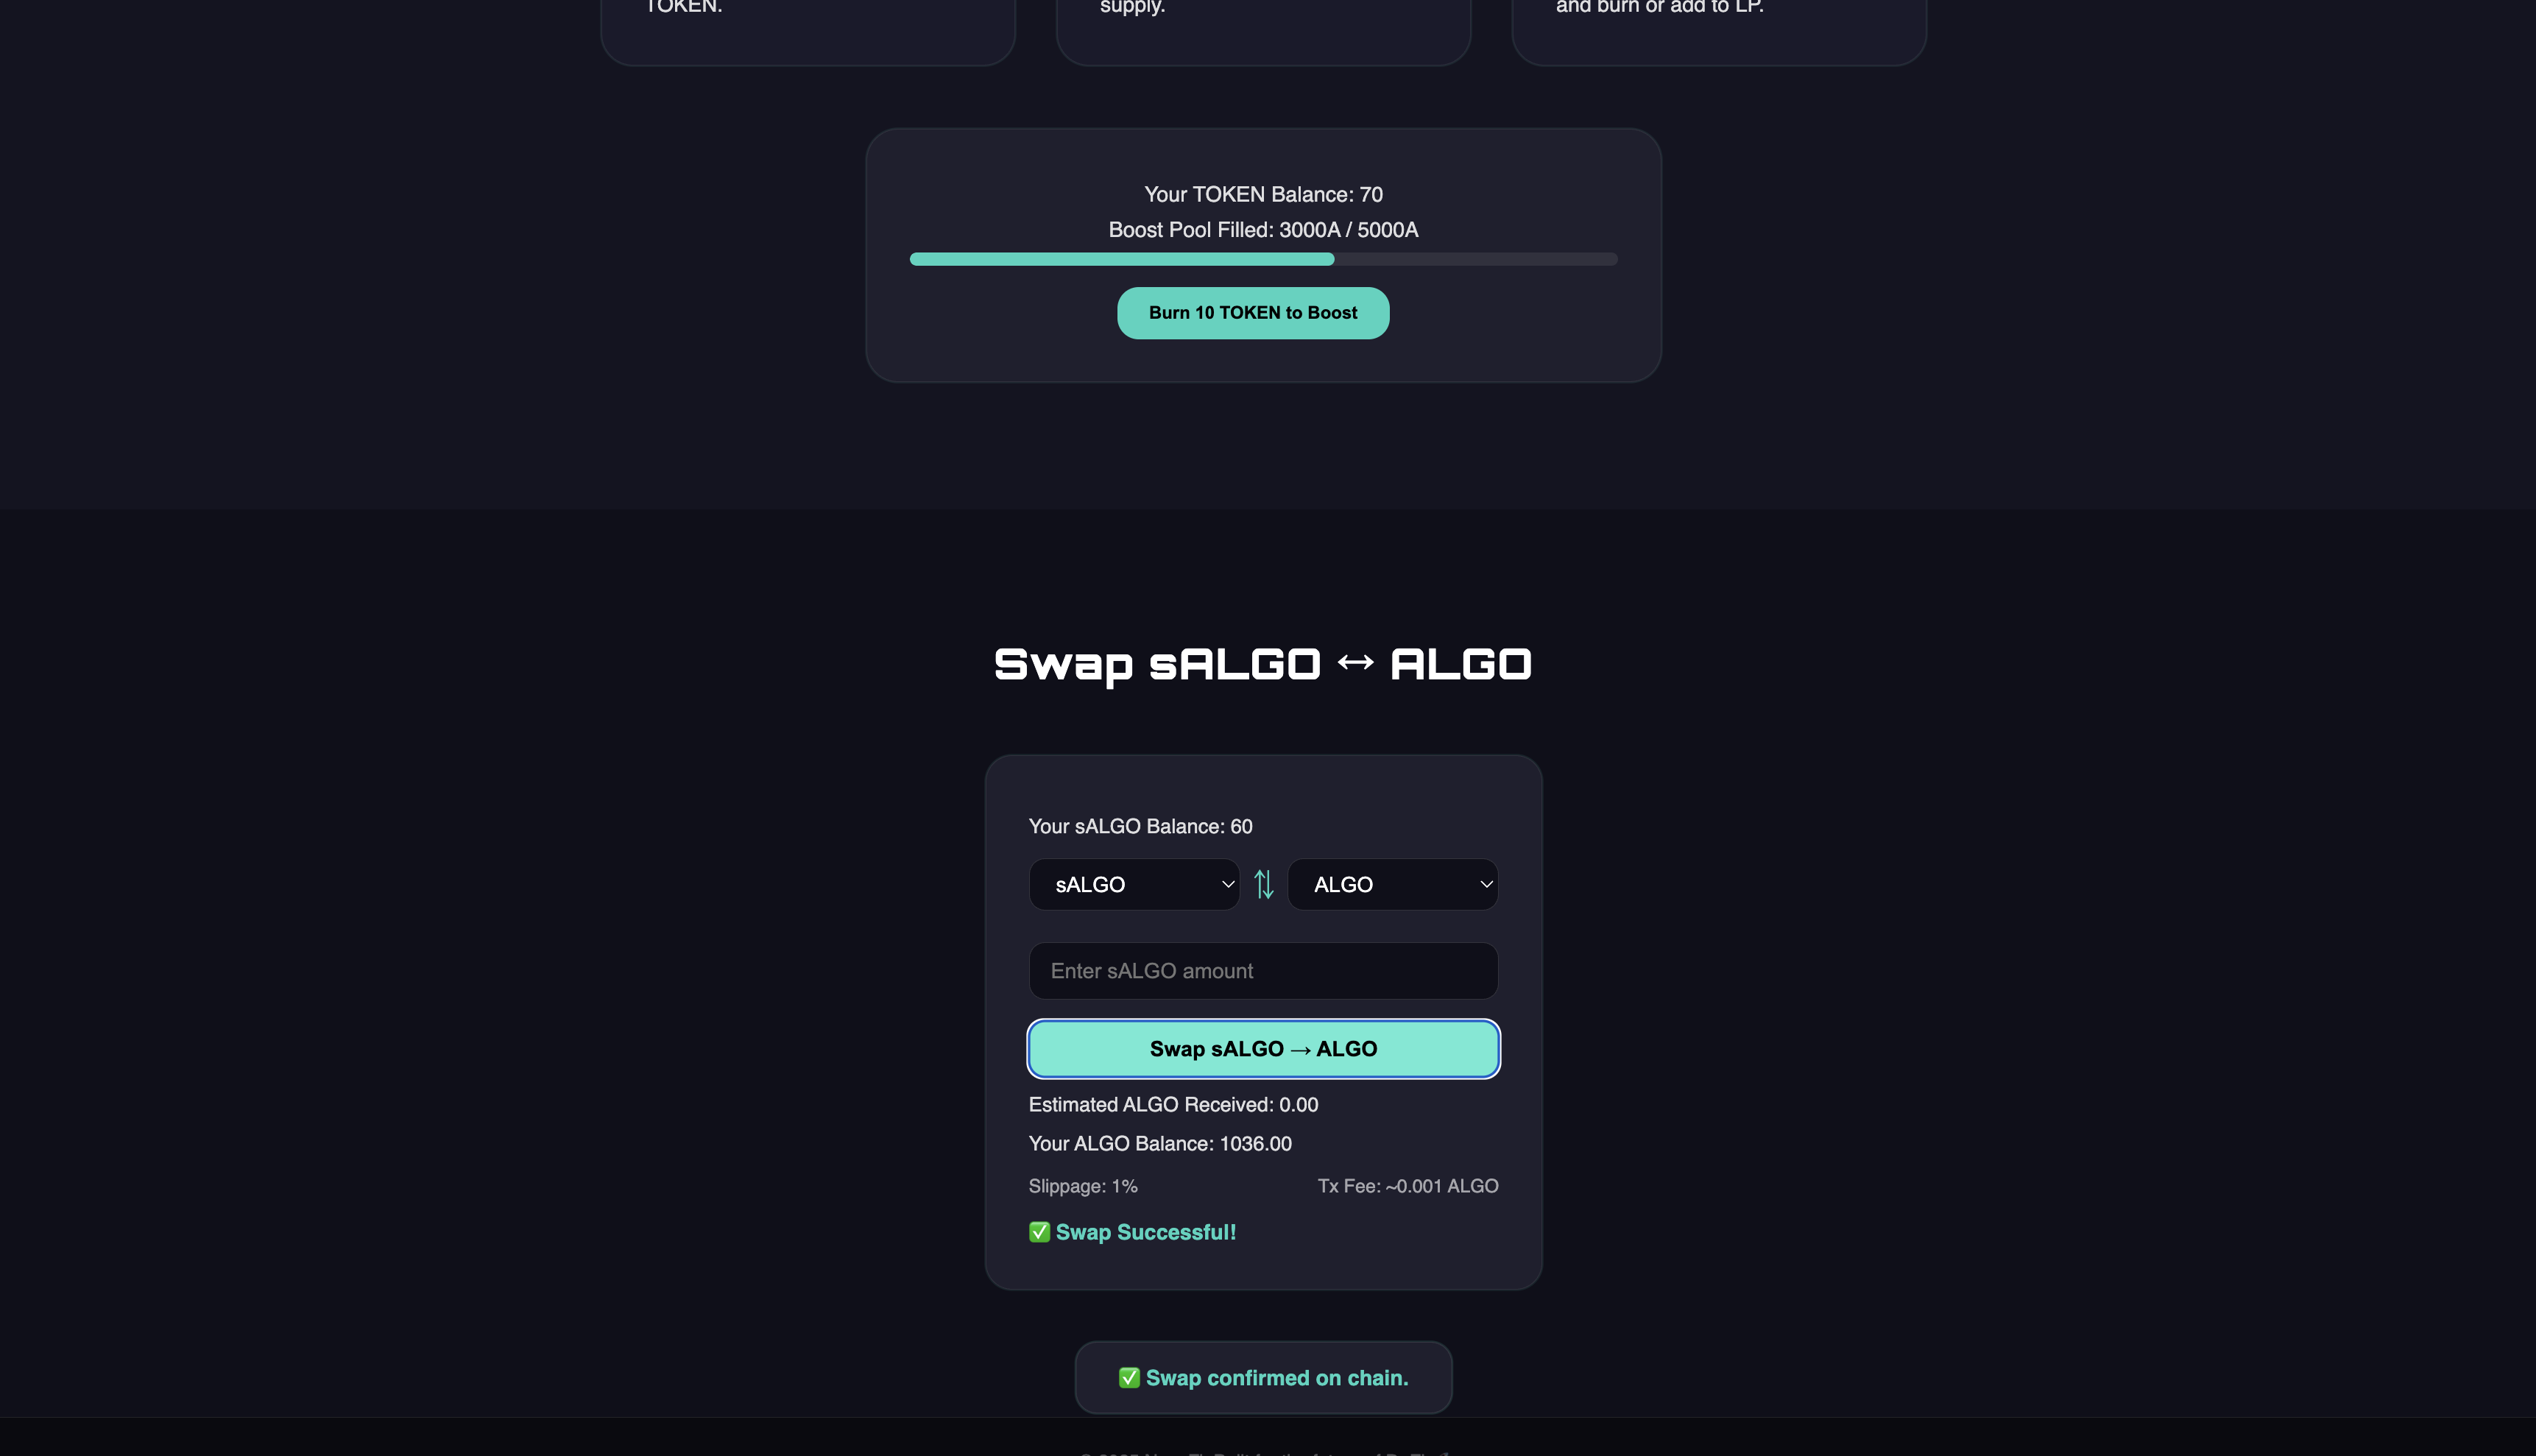 TOKEN.
supply.
and burn or add to LP.
Your TOKEN Balance: 70
Boost Pool Filled: 3000A / 5000A
Burn 10 TOKEN to Boost
Swap sALGO ↔ ALGO
Your sALGO Balance: 60
sALGO ⇅ ALGO
Enter sALGO amount
Swap sALGO → ALGO
Estimated ALGO Received: 0.00
Your ALGO Balance: 1036.00
Slippage: 1% Tx Fee: ~0.001 ALGO
✅ Swap Successful!
✅ Swap confirmed on chain.